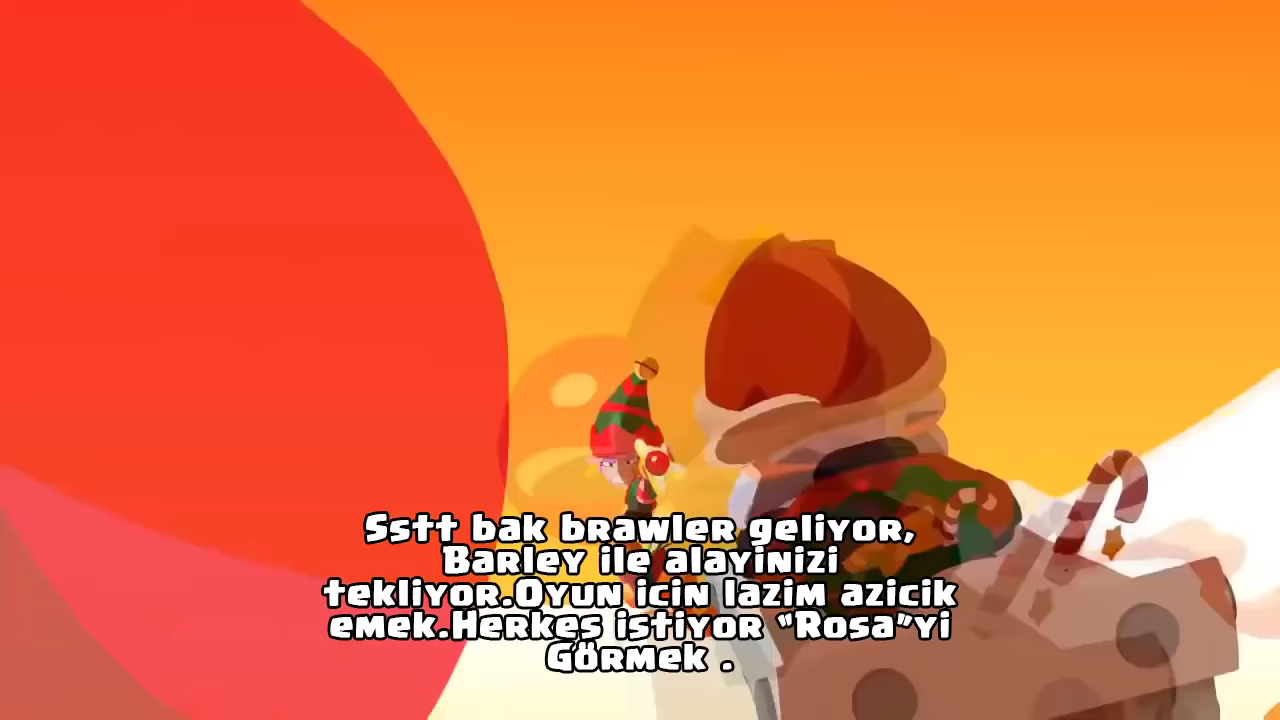 Sstt bak brawler geliyor,
Barley ile alayinizi
tekliyor.Oyun icin lazim azicik
emek.Herkes istiyor "Rosa"yi
Görmek .